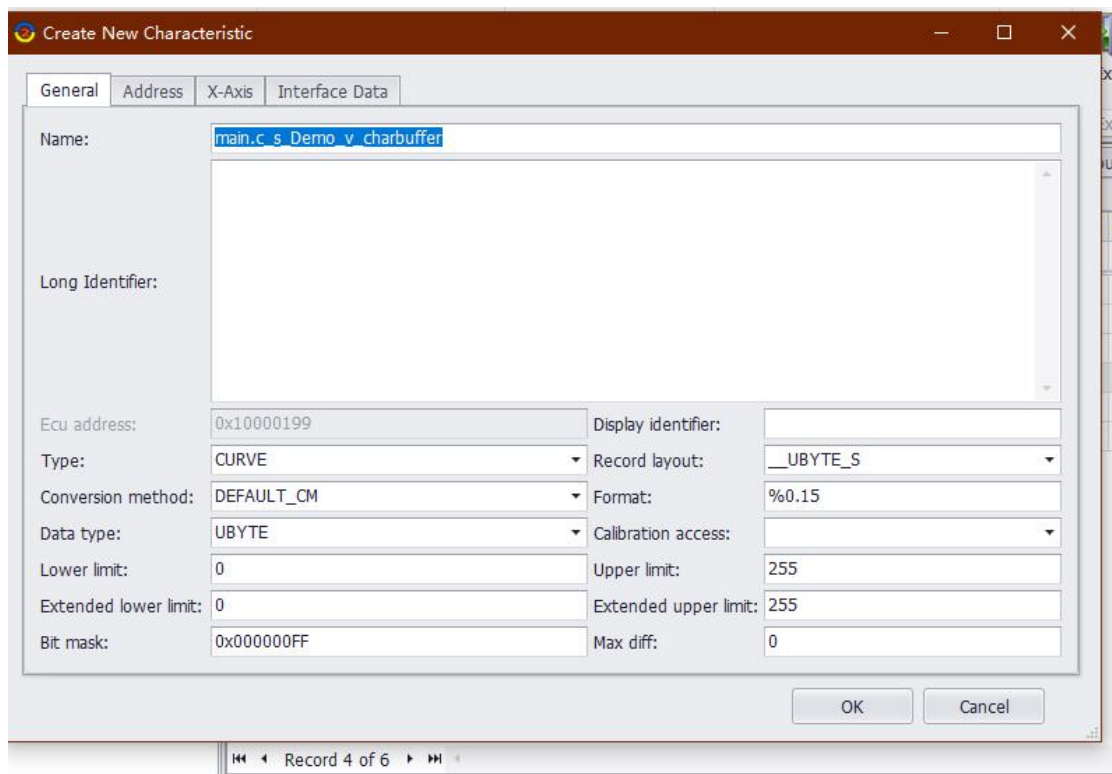 Create New Characteristic
General Address X-Axis Interface Data
Name: main.c_s_Demo_v_charbuffer
Long Identifier:
Ecu address: 0x10000199 Display identifier:
Type: CURVE Record layout: __UBYTE_S
Conversion method: DEFAULT_CM Format: %0.15
Data type: UBYTE Calibration access:
Lower limit: 0 Upper limit: 255
Extended lower limit: 0 Extended upper limit: 255
Bit mask: 0x000000FF Max diff: 0
OK Cancel
Record 4 of 6